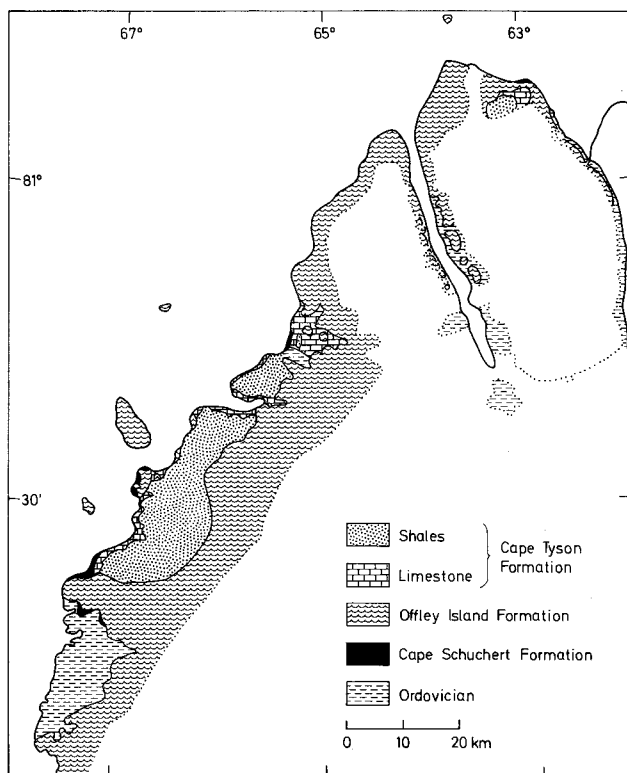 67° 65° 63°
81°
30'
Shales
Limestone
Cape Tyson
Formation
Offley Island Formation
Cape Schuchert Formation
Ordovician
0 10 20 km